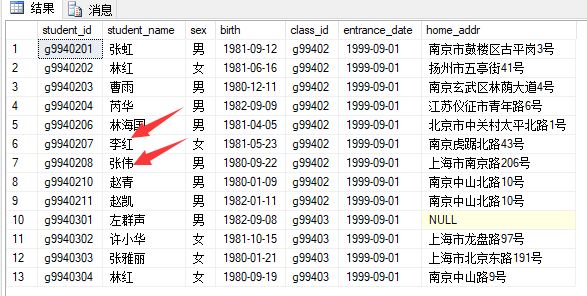 结果 消息
student_id student_name sex birth class_id entrance_date home_addr
1 g9940201 张虹 男 1981-09-12 g99402 1999-09-01 南京市鼓楼区古平岗3号
2 g9940202 林红 女 1981-06-16 g99402 1999-09-01 扬州市五亭街41号
3 g9940203 曹雨 男 1980-12-11 g99402 1999-09-01 南京玄武区林荫大道4号
4 g9940204 芮华 男 1982-09-09 g99402 1999-09-01 江苏仪征市青年路6号
5 g9940206 林海国 男 1981-04-05 g99402 1999-09-01 北京市中关村太平北路1号
6 g9940207 李红 女 1981-05-23 g99402 1999-09-01 南京虎踞北路43号
7 g9940208 张伟 男 1980-09-22 g99402 1999-09-01 上海市南京路206号
8 g9940210 赵青 男 1980-01-09 g99402 1999-09-01 南京中山北路10号
9 g9940211 赵凯 男 1982-01-11 g99402 1999-09-01 南京中山北路10号
10 g9940301 左群声 男 1982-09-08 g99403 1999-09-01 NULL
11 g9940302 许小华 女 1981-10-15 g99403 1999-09-01 上海市龙盘路97号
12 g9940303 张雅丽 女 1980-01-21 g99403 1999-09-01 上海市北京东路191号
13 g9940304 林红 女 1980-09-19 g99403 1999-09-01 南京中山路9号